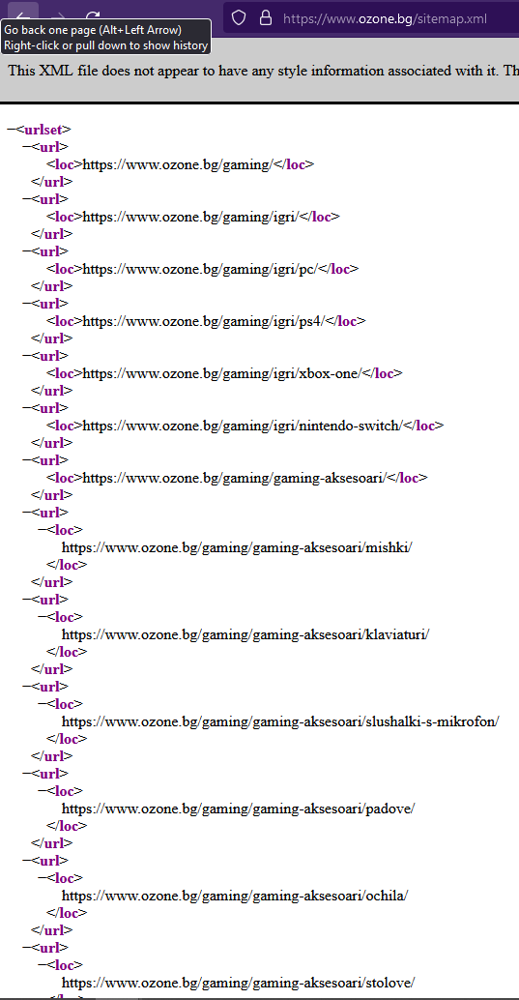 https://www.ozone.bg/sitemap.xml
Go back one page (Alt+Left Arrow)
Right-click or pull down to show history
This XML file does not appear to have any style information associated with it. Th
−<urlset>
−<url>
<loc>https://www.ozone.bg/gaming/</loc>
</url>
−<url>
<loc>https://www.ozone.bg/gaming/igri/</loc>
</url>
−<url>
<loc>https://www.ozone.bg/gaming/igri/pc/</loc>
</url>
−<url>
<loc>https://www.ozone.bg/gaming/igri/ps4/</loc>
</url>
−<url>
<loc>https://www.ozone.bg/gaming/igri/xbox-one/</loc>
</url>
−<url>
<loc>https://www.ozone.bg/gaming/igri/nintendo-switch/</loc>
</url>
−<url>
<loc>https://www.ozone.bg/gaming/gaming-aksesoari/</loc>
</url>
−<url>
−<loc>
https://www.ozone.bg/gaming/gaming-aksesoari/mishki/
</loc>
</url>
−<url>
−<loc>
https://www.ozone.bg/gaming/gaming-aksesoari/klaviaturi/
</loc>
</url>
−<url>
−<loc>
https://www.ozone.bg/gaming/gaming-aksesoari/slushalki-s-mikrofon/
</loc>
</url>
−<url>
−<loc>
https://www.ozone.bg/gaming/gaming-aksesoari/padove/
</loc>
</url>
−<url>
−<loc>
https://www.ozone.bg/gaming/gaming-aksesoari/ochila/
</loc>
</url>
−<url>
−<loc>
https://www.ozone.bg/gaming/gaming-aksesoari/stolove/